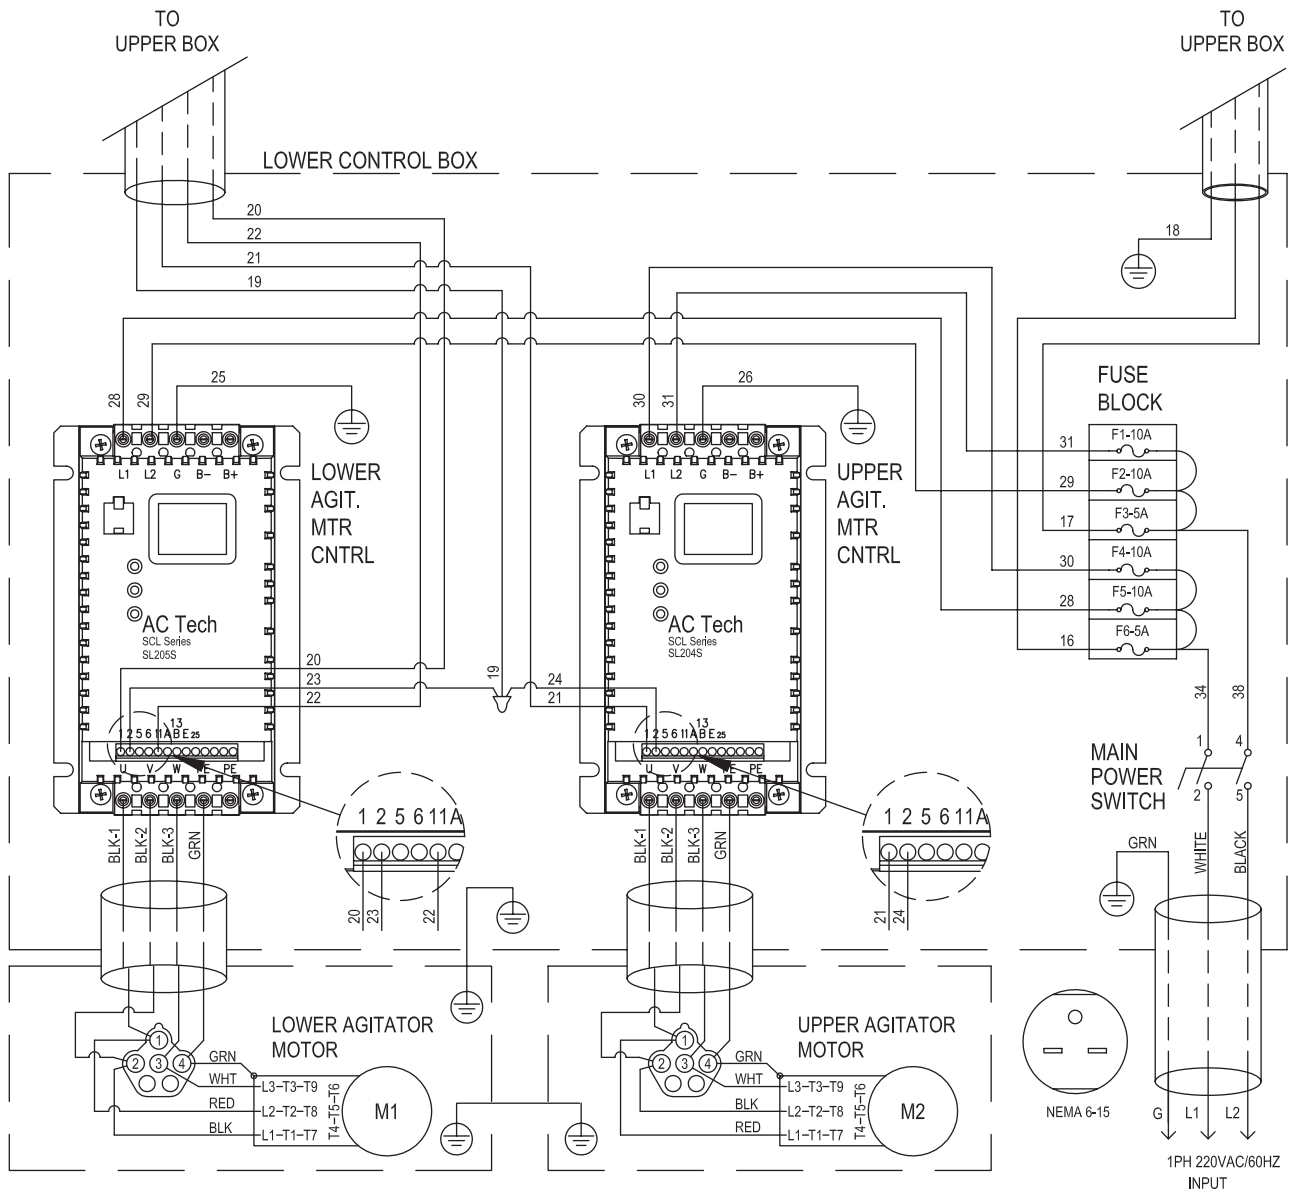 TO
UPPER BOX
TO
UPPER BOX
LOWER CONTROL BOX
20
22
21
19
18
28
29
25
30
31
26
FUSE
BLOCK
L1 L2 G B- B+
LOWER
AGIT.
MTR
CNTRL
L1 L2 G B- B+
UPPER
AGIT.
MTR
CNTRL
31
F1-10A
29
F2-10A
17
F3-5A
30
F4-10A
28
F5-10A
16
F6-5A
AC Tech
SCL Series
SL205S
AC Tech
SCL Series
SL204S
20
23
22
19
24
21
34
38
13
1 2 5 6 11 A B E 25
U V W PE PE
13
1 2 5 6 11 A B E 25
U V W PE PE
MAIN
POWER
SWITCH
1
4
2
5
BLK-1
BLK-2
BLK-3
GRN
1 2 5 6 11A
20
23
22
BLK-1
BLK-2
BLK-3
GRN
1 2 5 6 11A
21
24
GRN
WHITE
BLACK
LOWER AGITATOR
MOTOR
1
2
3
4
GRN
WHT
RED
BLK
L3-T3-T9
L2-T2-T8
L1-T1-T7
T4-T5-T6
M1
UPPER AGITATOR
MOTOR
1
2
3
4
GRN
WHT
BLK
RED
L3-T3-T9
L2-T2-T8
L1-T1-T7
T4-T5-T6
M2
NEMA 6-15
G
L1
L2
1PH 220VAC/60HZ
INPUT